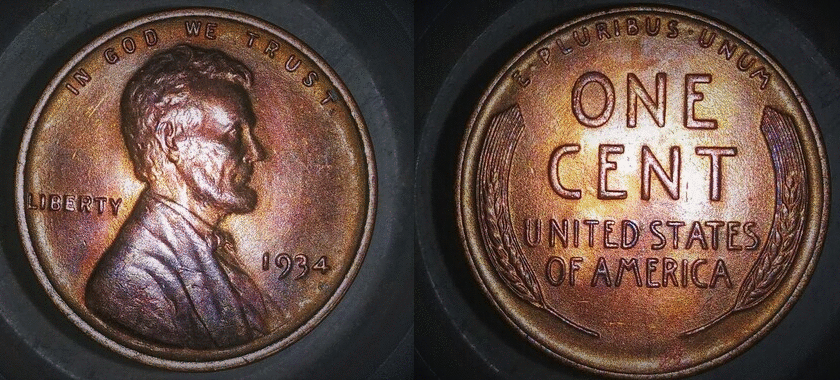 IN GOD WE TRUST
LIBERTY
1934
E·PLURIBUS·UNUM
ONE
CENT
UNITED STATES
OF AMERICA